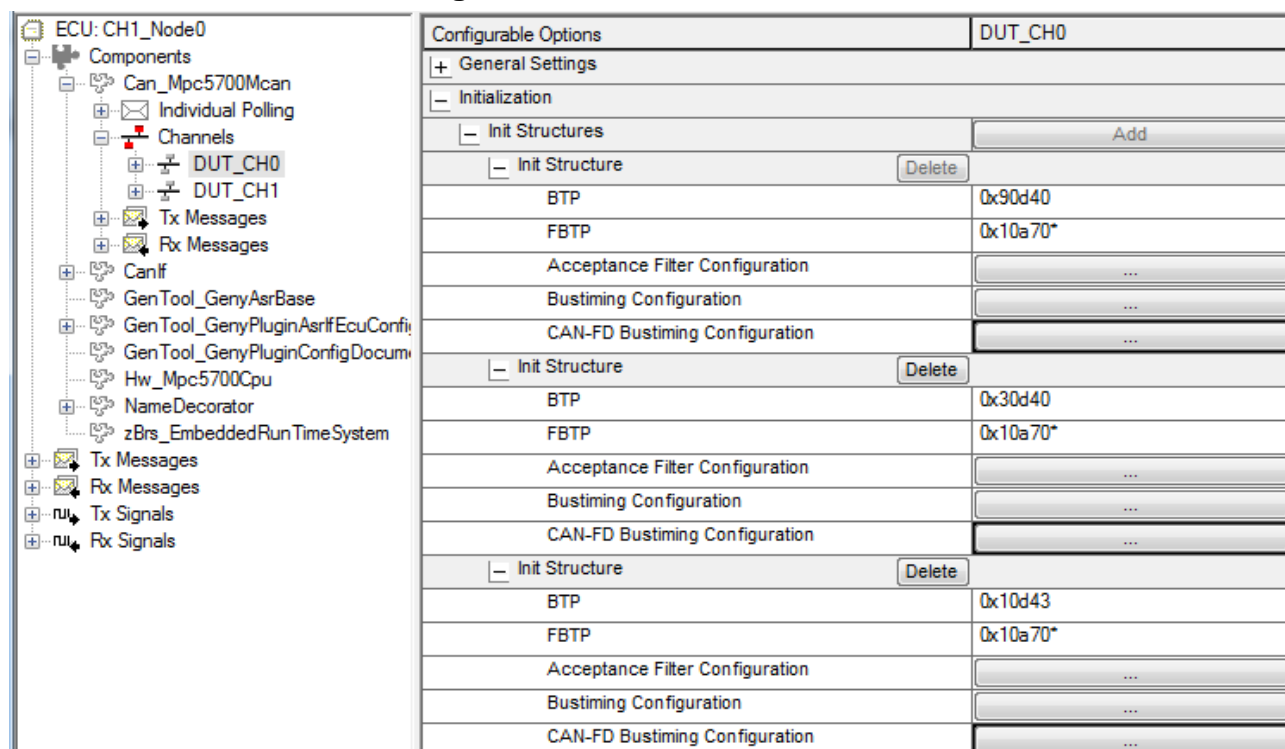 ECU: CH1_Node0
Components
Can_Mpc5700Mcan
Individual Polling
Channels
DUT_CH0
DUT_CH1
Tx Messages
Rx Messages
CanIf
GenTool_GenyAsrBase
GenTool_GenyPluginAsrIfEcuConfi
GenTool_GenyPluginConfigDocum
Hw_Mpc5700Cpu
NameDecorator
zBrs_EmbeddedRunTimeSystem
Tx Messages
Rx Messages
Tx Signals
Rx Signals
Configurable Options DUT_CH0
General Settings
Initialization
Init Structures Add
Init Structure Delete
BTP 0x90d40
FBTP 0x10a70*
Acceptance Filter Configuration ...
Bustiming Configuration ...
CAN-FD Bustiming Configuration ...
Init Structure Delete
BTP 0x30d40
FBTP 0x10a70*
Acceptance Filter Configuration ...
Bustiming Configuration ...
CAN-FD Bustiming Configuration ...
Init Structure Delete
BTP 0x10d43
FBTP 0x10a70*
Acceptance Filter Configuration ...
Bustiming Configuration ...
CAN-FD Bustiming Configuration ...